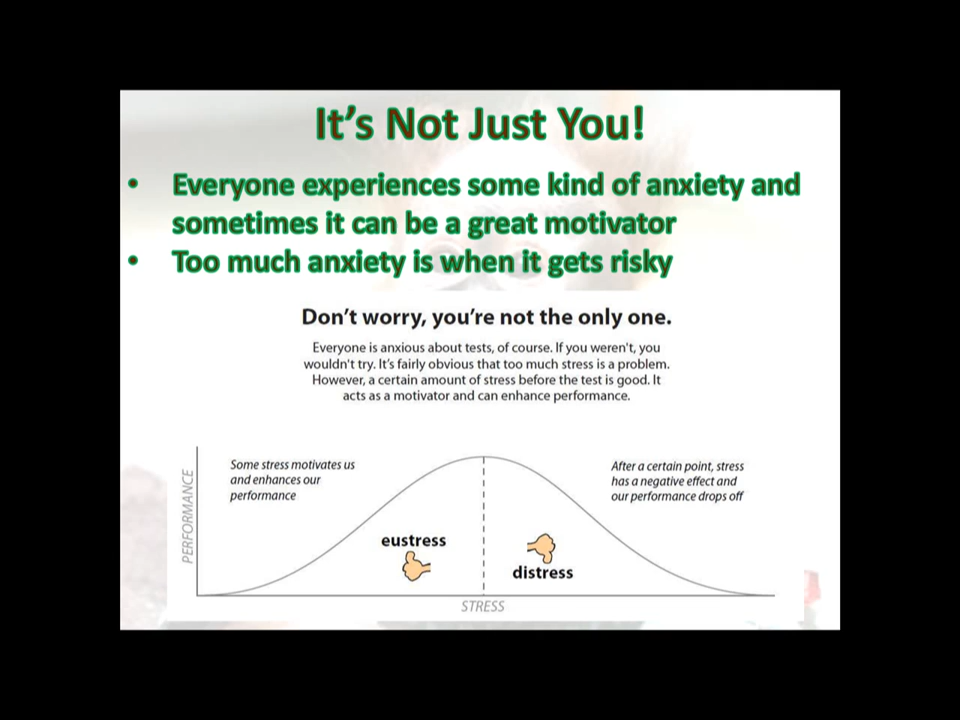 It's Not Just You!
• Everyone experiences some kind of anxiety and
sometimes it can be a great motivator
• Too much anxiety is when it gets risky
Don't worry, you're not the only one.
Everyone is anxious about tests, of course. If you weren't, you
wouldn't try. It's fairly obvious that too much stress is a problem.
However, a certain amount of stress before the test is good. It
acts as a motivator and can enhance performance.
Some stress motivates us
and enhances our
performance
After a certain point, stress
has a negative effect and
our performance drops off
PERFORMANCE
eustress
distress
STRESS